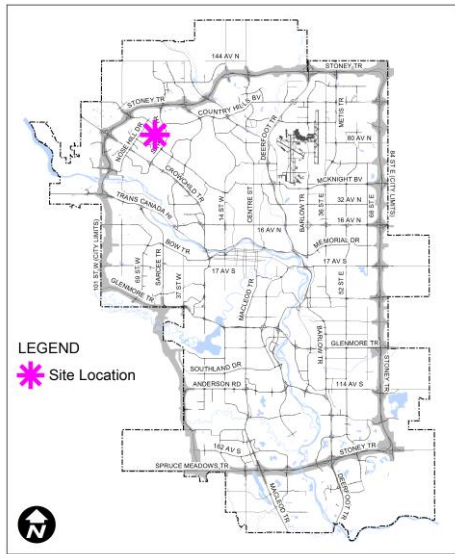 144 AV N
STONEY TR
STONEY TR
COUNTRY HILLS BV
NOSE HILL DR
DEERFOOT TR
METIS TR
80 AV N
CROWCHILD TR
MCKNIGHT BV
84 ST E (CITY LIMITS)
TRANS CANADA HI
14 ST W
CENTRE ST
BARLOW TR
36 ST E
68 ST E
32 AV N
16 AV N
16 AV N
101 ST W (CITY LIMITS)
BOW TR
MEMORIAL DR
69 ST W
SARCEE TR
37 ST W
17 AV S
17 AV S
52 ST E
GLENMORE TR
MACLEOD TR
BARLOW TR
GLENMORE TR
LEGEND
Site Location
SOUTHLAND DR
ANDERSON RD
114 AV S
STONEY TR
162 AV S
STONEY TR
SPRUCE MEADOWS TR
MACLEOD TR
DEERFOOT TR
N